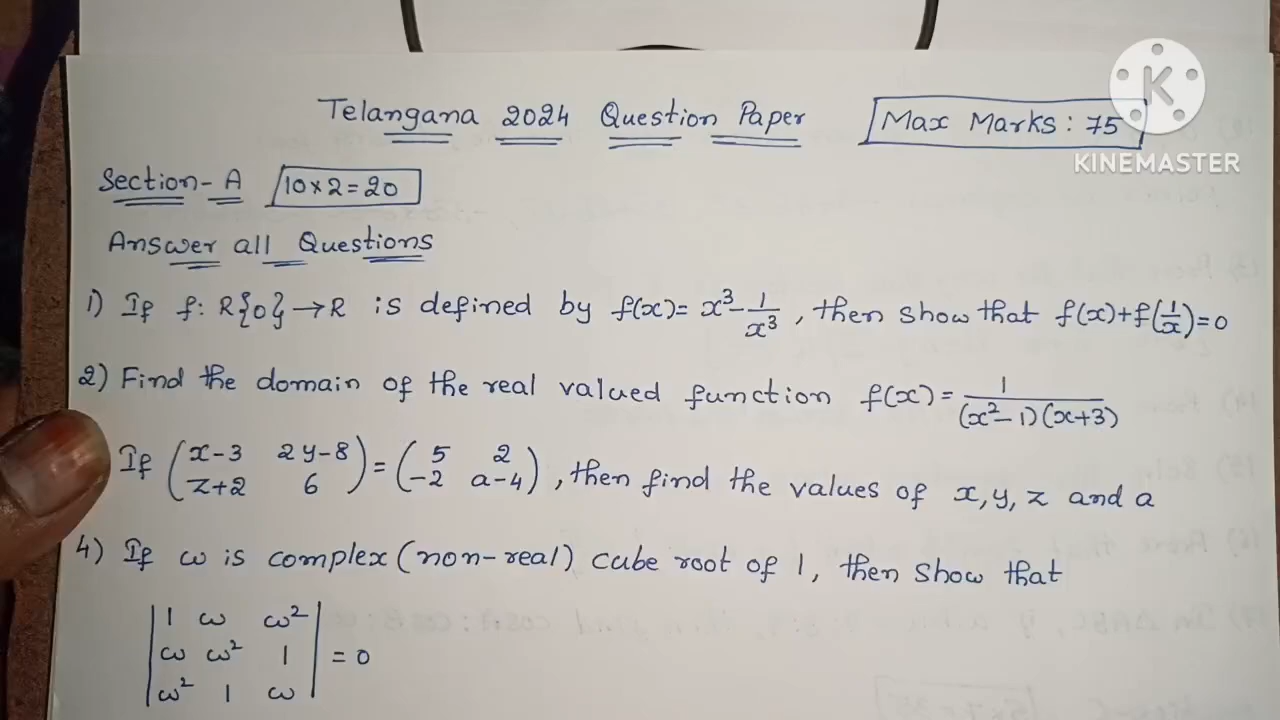 Telangana 2024 Question Paper
Max Marks: 75
K
KINEMASTER
Section-A 10×2=20
Answer all Questions
1) If f: R{0}→R is defined by f(x)= x³-1/x³, then show that f(x)+f(1/x)=0
2) Find the domain of the real valued function f(x)= 1/(x²-1)(x+3)
If (x-3 2y-8
z+2 6) = (5 2
-2 a-4), then find the values of x,y,z and a
4) If ω is complex (non-real) cube root of 1, then show that
|1 ω ω²|
|ω ω² 1| = 0
|ω² 1 ω|